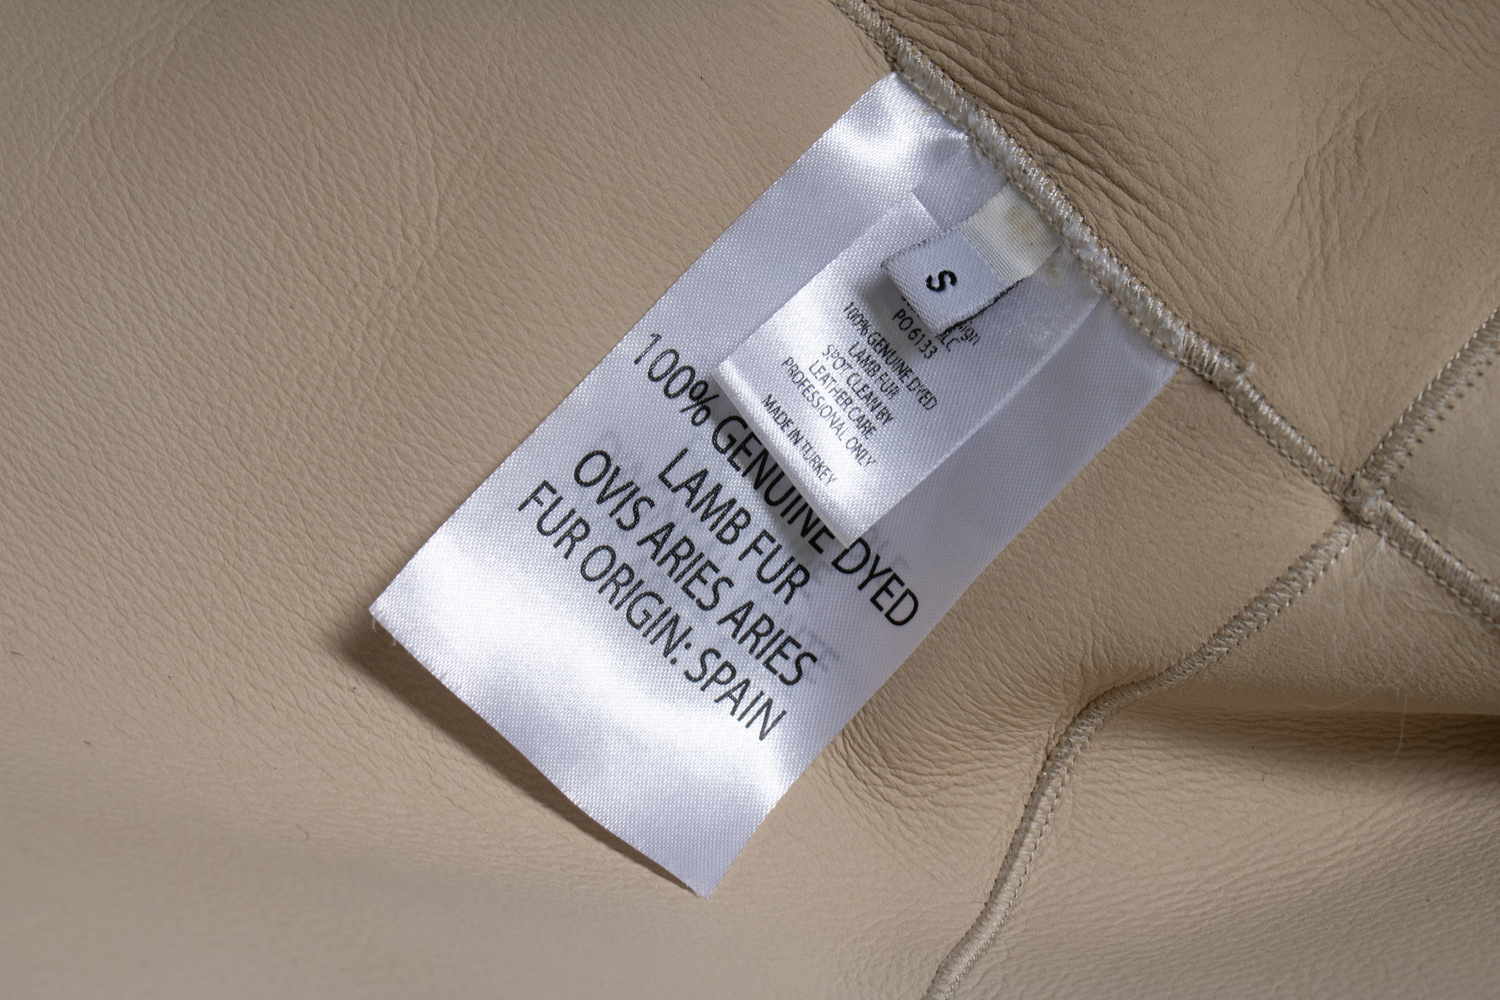 S
PO 6133
100% GENUINE DYED
LAMB FUR
SPOT CLEAN BY
LEATHER CARE
PROFESSIONAL ONLY
MADE IN TURKEY
100% GENUINE DYED
LAMB FUR
OVIS ARIES ARIES
FUR ORIGIN: SPAIN